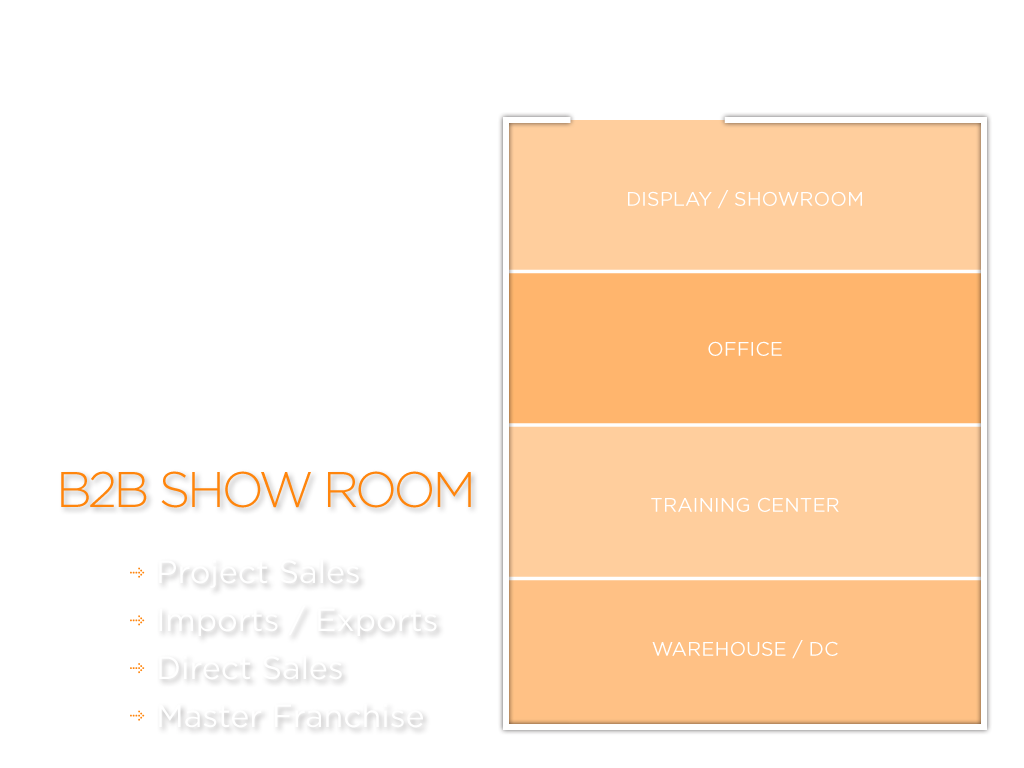 B2B SHOW ROOM
Project Sales
Imports / Exports
Direct Sales
Master Franchise
DISPLAY / SHOWROOM
OFFICE
TRAINING CENTER
WAREHOUSE / DC